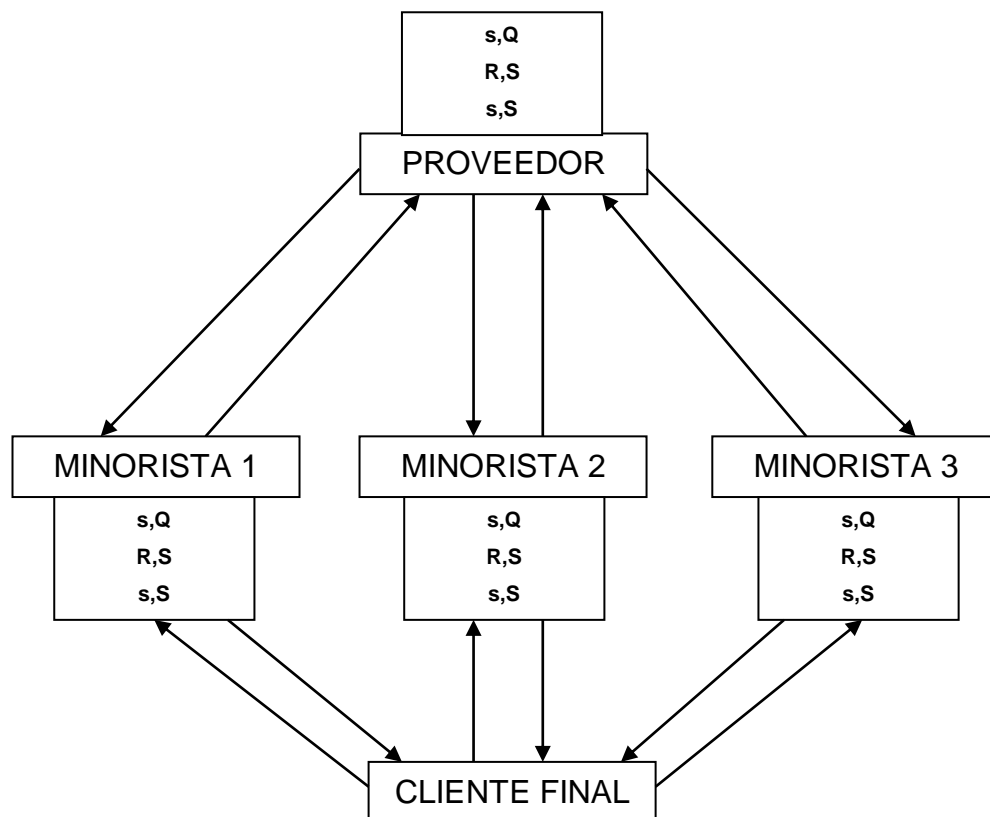 s,Q
R,S
s,S
PROVEEDOR
MINORISTA 1
MINORISTA 2
MINORISTA 3
s,Q
R,S
s,S
s,Q
R,S
s,S
s,Q
R,S
s,S
CLIENTE FINAL